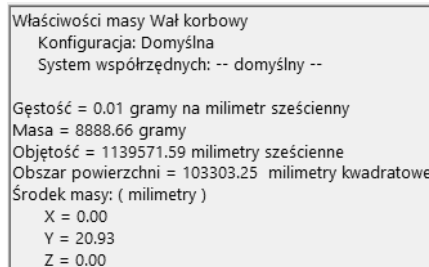 Właściwości masy Wał korbowy
Konfiguracja: Domyślna
System współrzędnych: -- domyślny --
Gęstość = 0.01 gramy na milimetr sześcienny
Masa = 8888.66 gramy
Objętość = 1139571.59 milimetry sześcienne
Obszar powierzchni = 103303.25 milimetry kwadratowe
Środek masy: ( milimetry )
X = 0.00
Y = 20.93
Z = 0.00